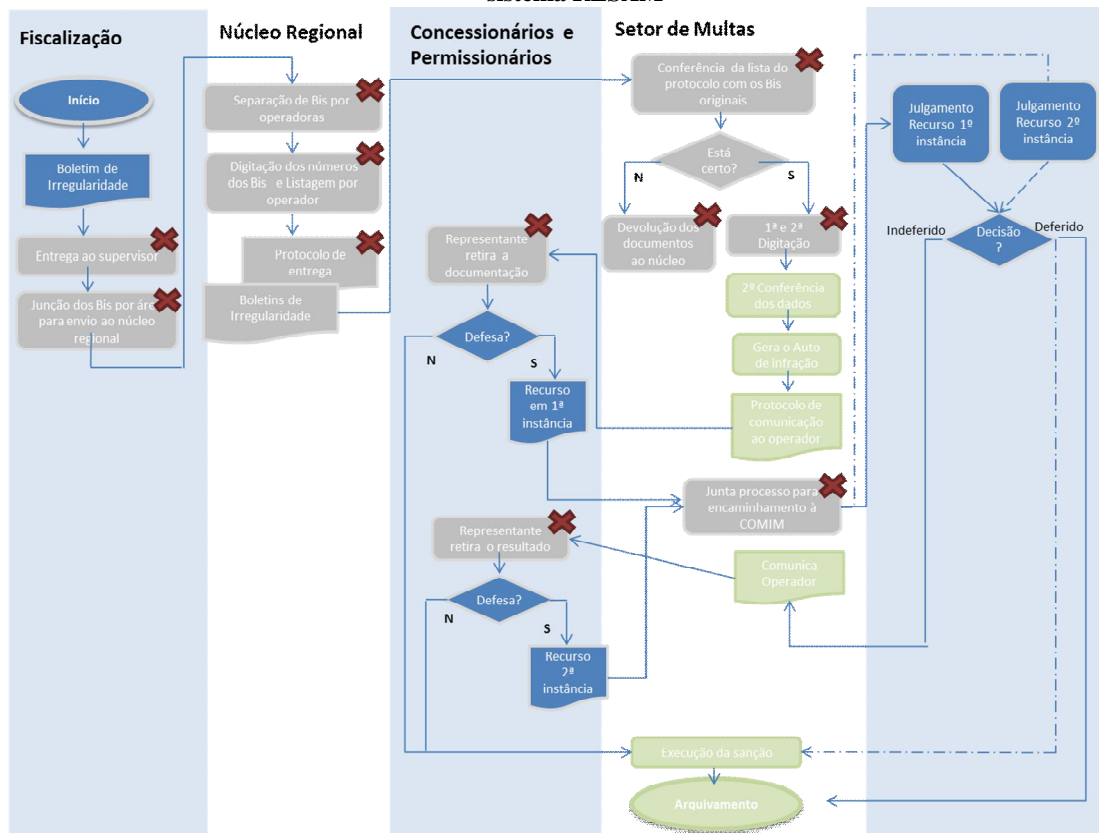 Fiscalização
Início
Boletim de
Irregularidade
Entrega ao supervisor
Junção dos Bis por áre
para envio ao núcleo
regional
Núcleo Regional
Separação de Bis por
operadoras
Digitação dos números
dos Bis e Listagem por
operador
Protocolo de
entrega
Boletins de
Irregularidade
Concessionários e
Permissionários
Representante
retira a
documentação
Defesa?
N
S
Recurso
em 1ª
instância
Representante
retira o resultado
Defesa?
N
S
Recurso
2ª
instância
Setor de Multas
Conferência da lista do
protocolo com os Bis
originais
Está
certo?
N
S
Devolução dos
documentos
ao núcleo
1ª e 2ª
Digitação
2º Conferência
dos dados
Gera o Auto
de infração
Protocolo de
comunicação
ao operador
Junta processo para
encaminhamento à
COMIM
Comunica
Operador
Execução da sanção
Arquivamento
Julgamento
Recurso 1º
instância
Julgamento
Recurso 2º
instância
Indeferido
Deferido
Decisão
?